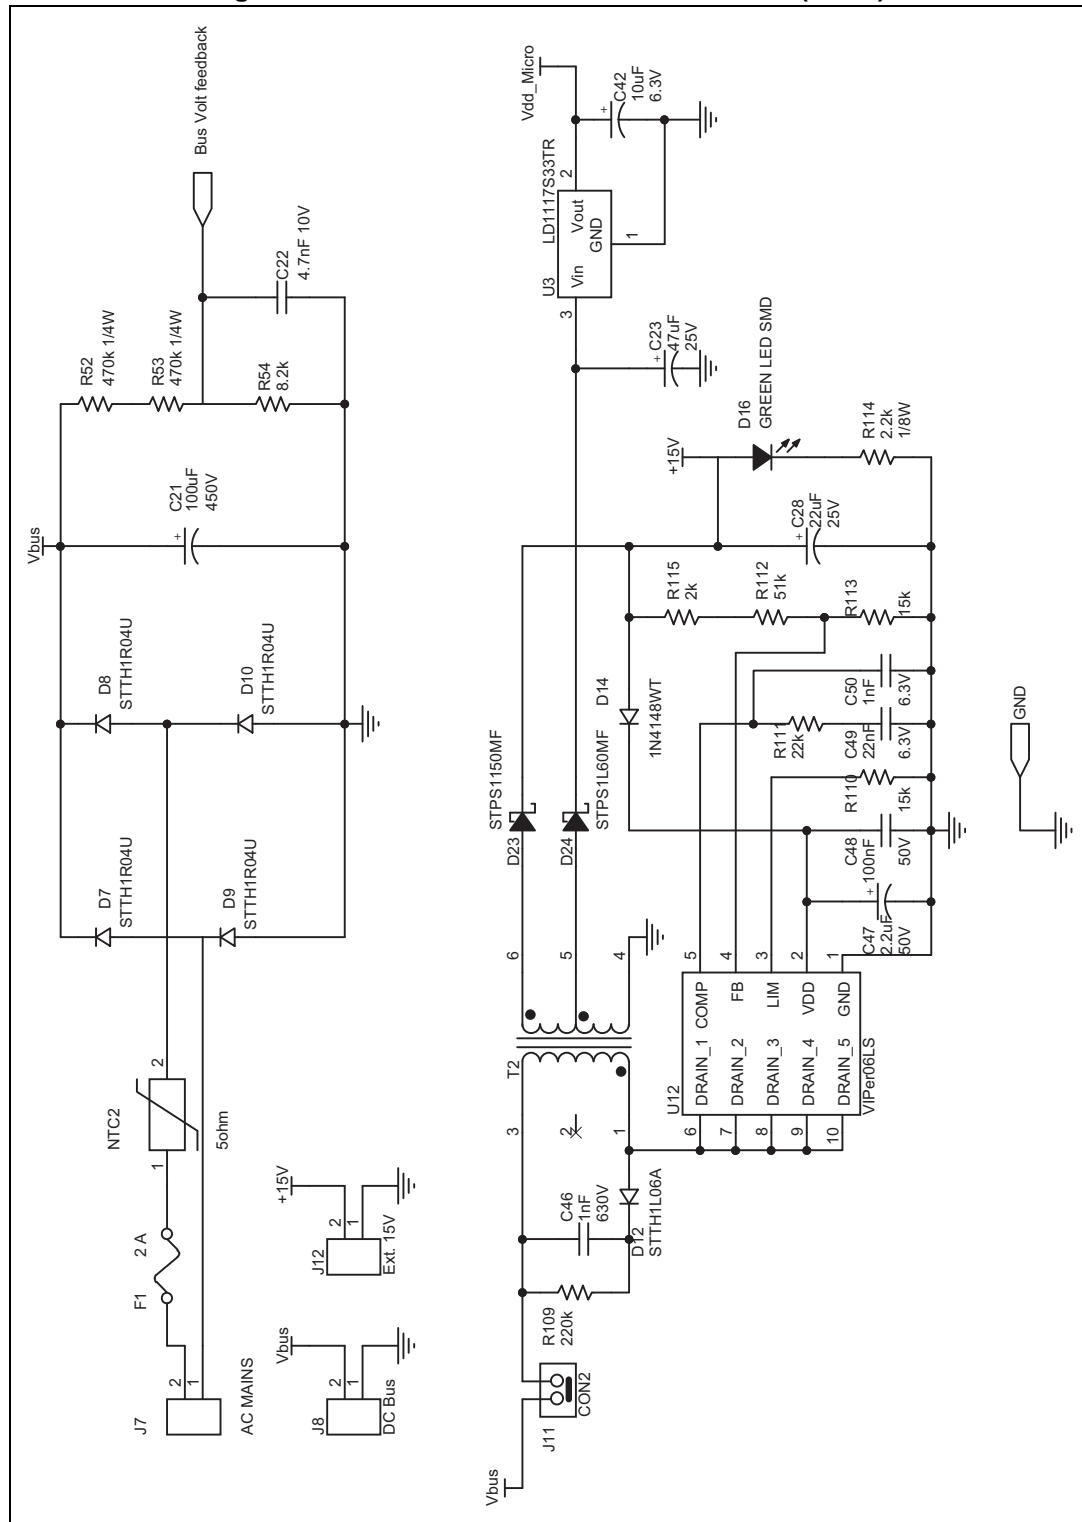 J7
2
1
AC MAINS
F1
2 A
NTC2
1
2
5ohm
D7
STTH1R04U
D9
STTH1R04U
D8
STTH1R04U
D10
STTH1R04U
Vbus
C21
100uF
450V
+
R52
470k 1/4W
R53
470k 1/4W
R54
8.2k
C22
4.7nF 10V
Bus Volt feedback
J8
2
1
DC Bus
Vbus
J12
2
1
Ext. 15V
+15V
Vbus
J11
CON2
R109
220k
C46
1nF
630V
D12
STTH1L06A
T2
3
2
1
6
5
4
D23
STPS1150MF
D24
STPS1L60MF
D14
1N4148WT
R115
2k
R112
51k
R113
15k
C28
22uF
25V
+
+15V
D16
GREEN LED SMD
R114
2.2k
1/8W
C23
47uF
25V
+
U3
LD1117S33TR
Vin
Vout
GND
3
2
1
C42
10uF
6.3V
+
Vdd_Micro
U12
VIPer06LS
6
DRAIN_1
COMP
5
7
DRAIN_2
FB
4
8
DRAIN_3
LIM
3
9
DRAIN_4
VDD
2
10
DRAIN_5
GND
1
C47
2.2uF
50V
+
C48
100nF
50V
R110
15k
R111
22k
C49
22nF
6.3V
C50
1nF
6.3V
GND